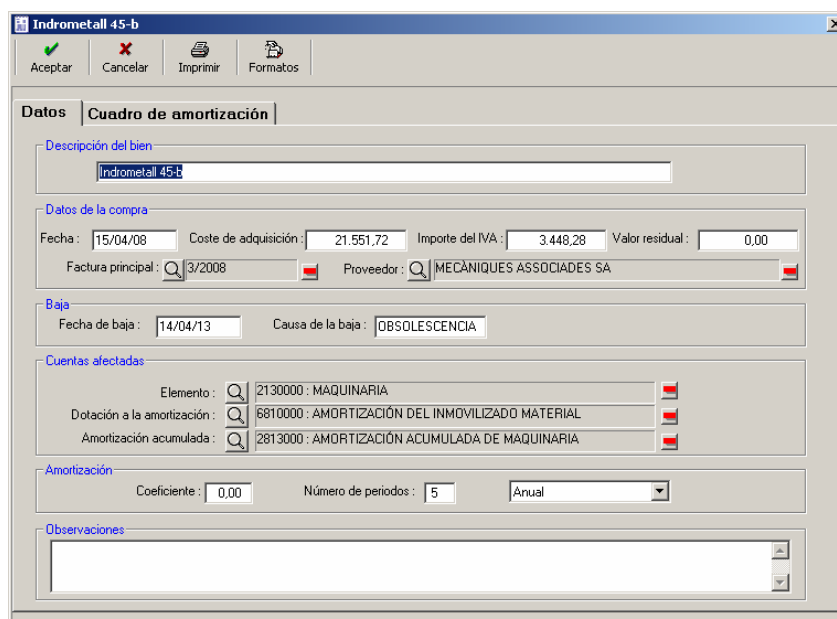 Indrometall 45-b
Aceptar Cancelar Imprimir Formatos
Datos Cuadro de amortización
Descripción del bien
Indrometall 45-b
Datos de la compra
Fecha : 15/04/08 Coste de adquisición : 21.551,72 Importe del IVA : 3.448,28 Valor residual : 0,00
Factura principal : 3/2008 Proveedor : MECÀNIQUES ASSOCIADES SA
Baja
Fecha de baja : 14/04/13 Causa de la baja : OBSOLESCENCIA
Cuentas afectadas
Elemento : 2130000 : MAQUINARIA
Dotación a la amortización : 6810000 : AMORTIZACIÓN DEL INMOVILIZADO MATERIAL
Amortización acumulada : 2813000 : AMORTIZACIÓN ACUMULADA DE MAQUINARIA
Amortización
Coeficiente : 0,00 Número de periodos : 5 Anual
Observaciones